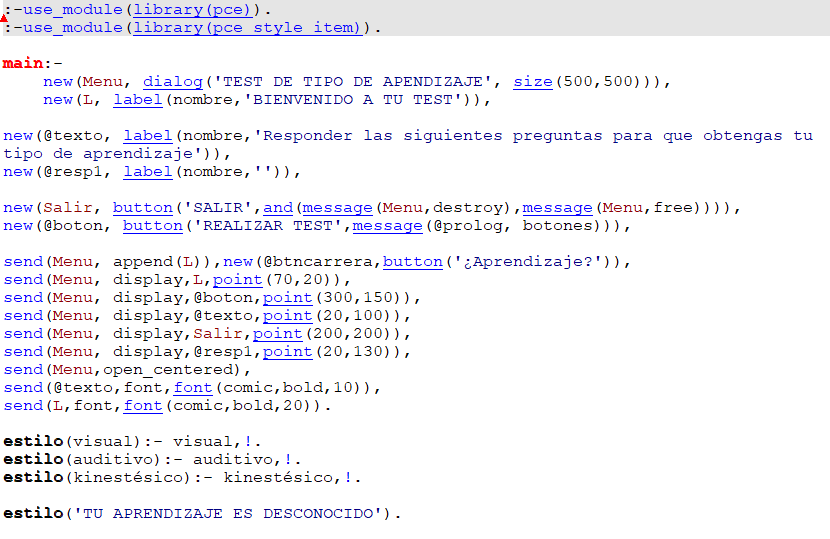 :-use_module(library(pce)).
:-use_module(library(pce_style_item)).
main:-
new(Menu, dialog('TEST DE TIPO DE APENDIZAJE', size(500,500))),
new(L, label(nombre,'BIENVENIDO A TU TEST')),
new(@texto, label(nombre,'Responder las siguientes preguntas para que obtengas tu
tipo de aprendizaje')),
new(@resp1, label(nombre,'')),
new(Salir, button('SALIR',and(message(Menu,destroy),message(Menu,free)))),
new(@boton, button('REALIZAR TEST',message(@prolog, botones))),
send(Menu, append(L)),new(@btncarrera,button('¿Aprendizaje?')),
send(Menu, display,L,point(70,20)),
send(Menu, display,@boton,point(300,150)),
send(Menu, display,@texto,point(20,100)),
send(Menu, display,Salir,point(200,200)),
send(Menu, display,@resp1,point(20,130)),
send(Menu,open_centered),
send(@texto,font,font(comic,bold,10)),
send(L,font,font(comic,bold,20)).
estilo(visual):- visual,!.
estilo(auditivo):- auditivo,!.
estilo(kinestésico):- kinestésico,!.
estilo('TU APRENDIZAJE ES DESCONOCIDO').